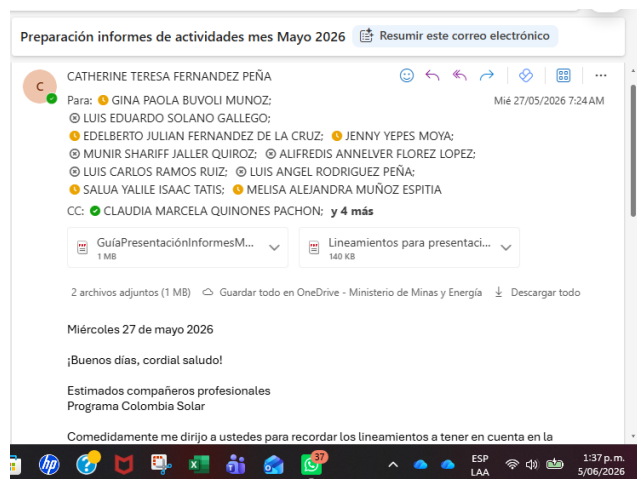 Preparación informes de actividades mes Mayo 2026 Resumir este correo electrónico
C
CATHERINE TERESA FERNANDEZ PEÑA
Para: GINA PAOLA BUVOLI MUNOZ; Mié 27/05/2026 7:24 AM
LUIS EDUARDO SOLANO GALLEGO;
EDELBERTO JULIAN FERNANDEZ DE LA CRUZ; JENNY YEPES MOYA;
MUNIR SHARIFF JALLER QUIROZ; ALIFREDIS ANNELVER FLOREZ LOPEZ;
LUIS CARLOS RAMOS RUIZ; LUIS ANGEL RODRIGUEZ PEÑA;
SALUA YALILE ISAAC TATIS; MELISA ALEJANDRA MUÑOZ ESPITIA
CC: CLAUDIA MARCELA QUINONES PACHON; y 4 más
GuíaPresentaciónInformesM... Lineamientos para presentaci...
1 MB 140 KB
2 archivos adjuntos (1 MB) Guardar todo en OneDrive - Ministerio de Minas y Energía Descargar todo
Miércoles 27 de mayo 2026
¡Buenos días, cordial saludo!
Estimados compañeros profesionales
Programa Colombia Solar
Comedidamente me dirijo a ustedes para recordar los lineamientos a tener en cuenta en la
37
ESP 1:37 p. m.
LAA 5/06/2026